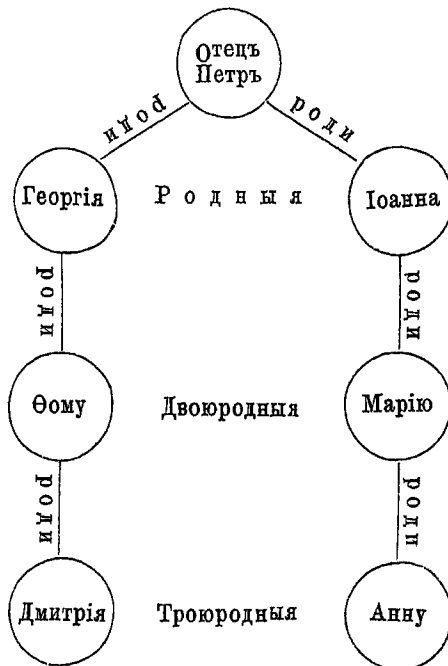 Отецъ
Петръ
роди
роди
Георгія
Родныя
Іоанна
роди
роди
Ѳому
Двоюродныя
Марію
роди
роди
Дмитрія
Троюродныя
Анну